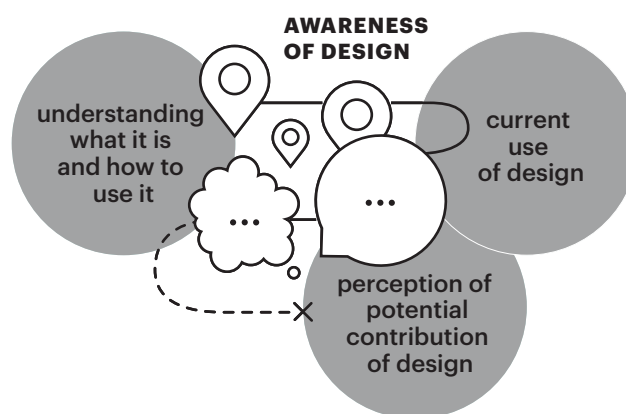 AWARENESS
OF DESIGN
understanding
what it is
and how to
use it
current
use
of design
...
...
perception of
potential
contribution
of design